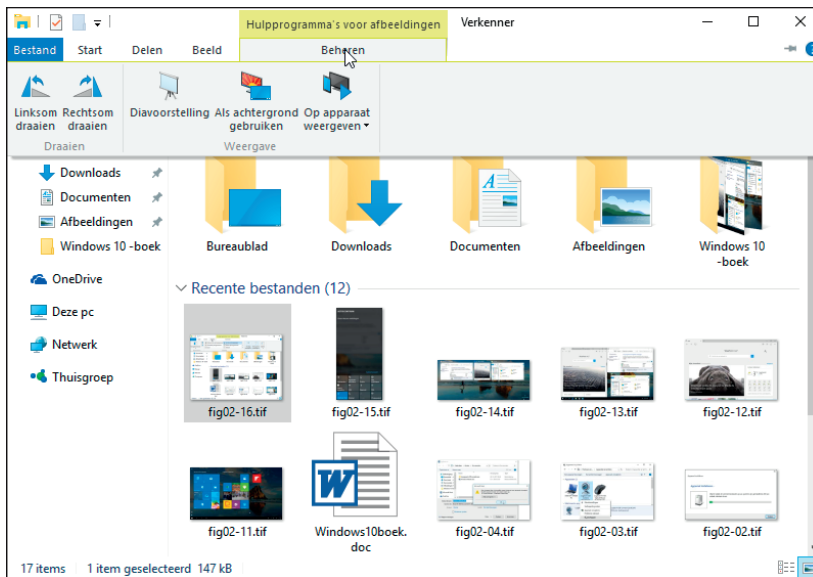 Hulpprogramma's voor afbeeldingen
Verkenner
Bestand Start Delen Beeld Beheren
Linksom draaien
Rechtsom draaien
Diavoorstelling
Als achtergrond gebruiken
Op apparaat weergeven
Draaien
Weergave
Downloads
Documenten
Afbeeldingen
Windows 10 -boek
OneDrive
Deze pc
Netwerk
Thuisgroep
Bureaublad
Downloads
Documenten
Afbeeldingen
Windows 10
-boek
Recente bestanden (12)
fig02-16.tif
fig02-15.tif
fig02-14.tif
fig02-13.tif
fig02-12.tif
fig02-11.tif
Windows10boek.
doc
fig02-04.tif
fig02-03.tif
fig02-02.tif
17 items 1 item geselecteerd 147 kB